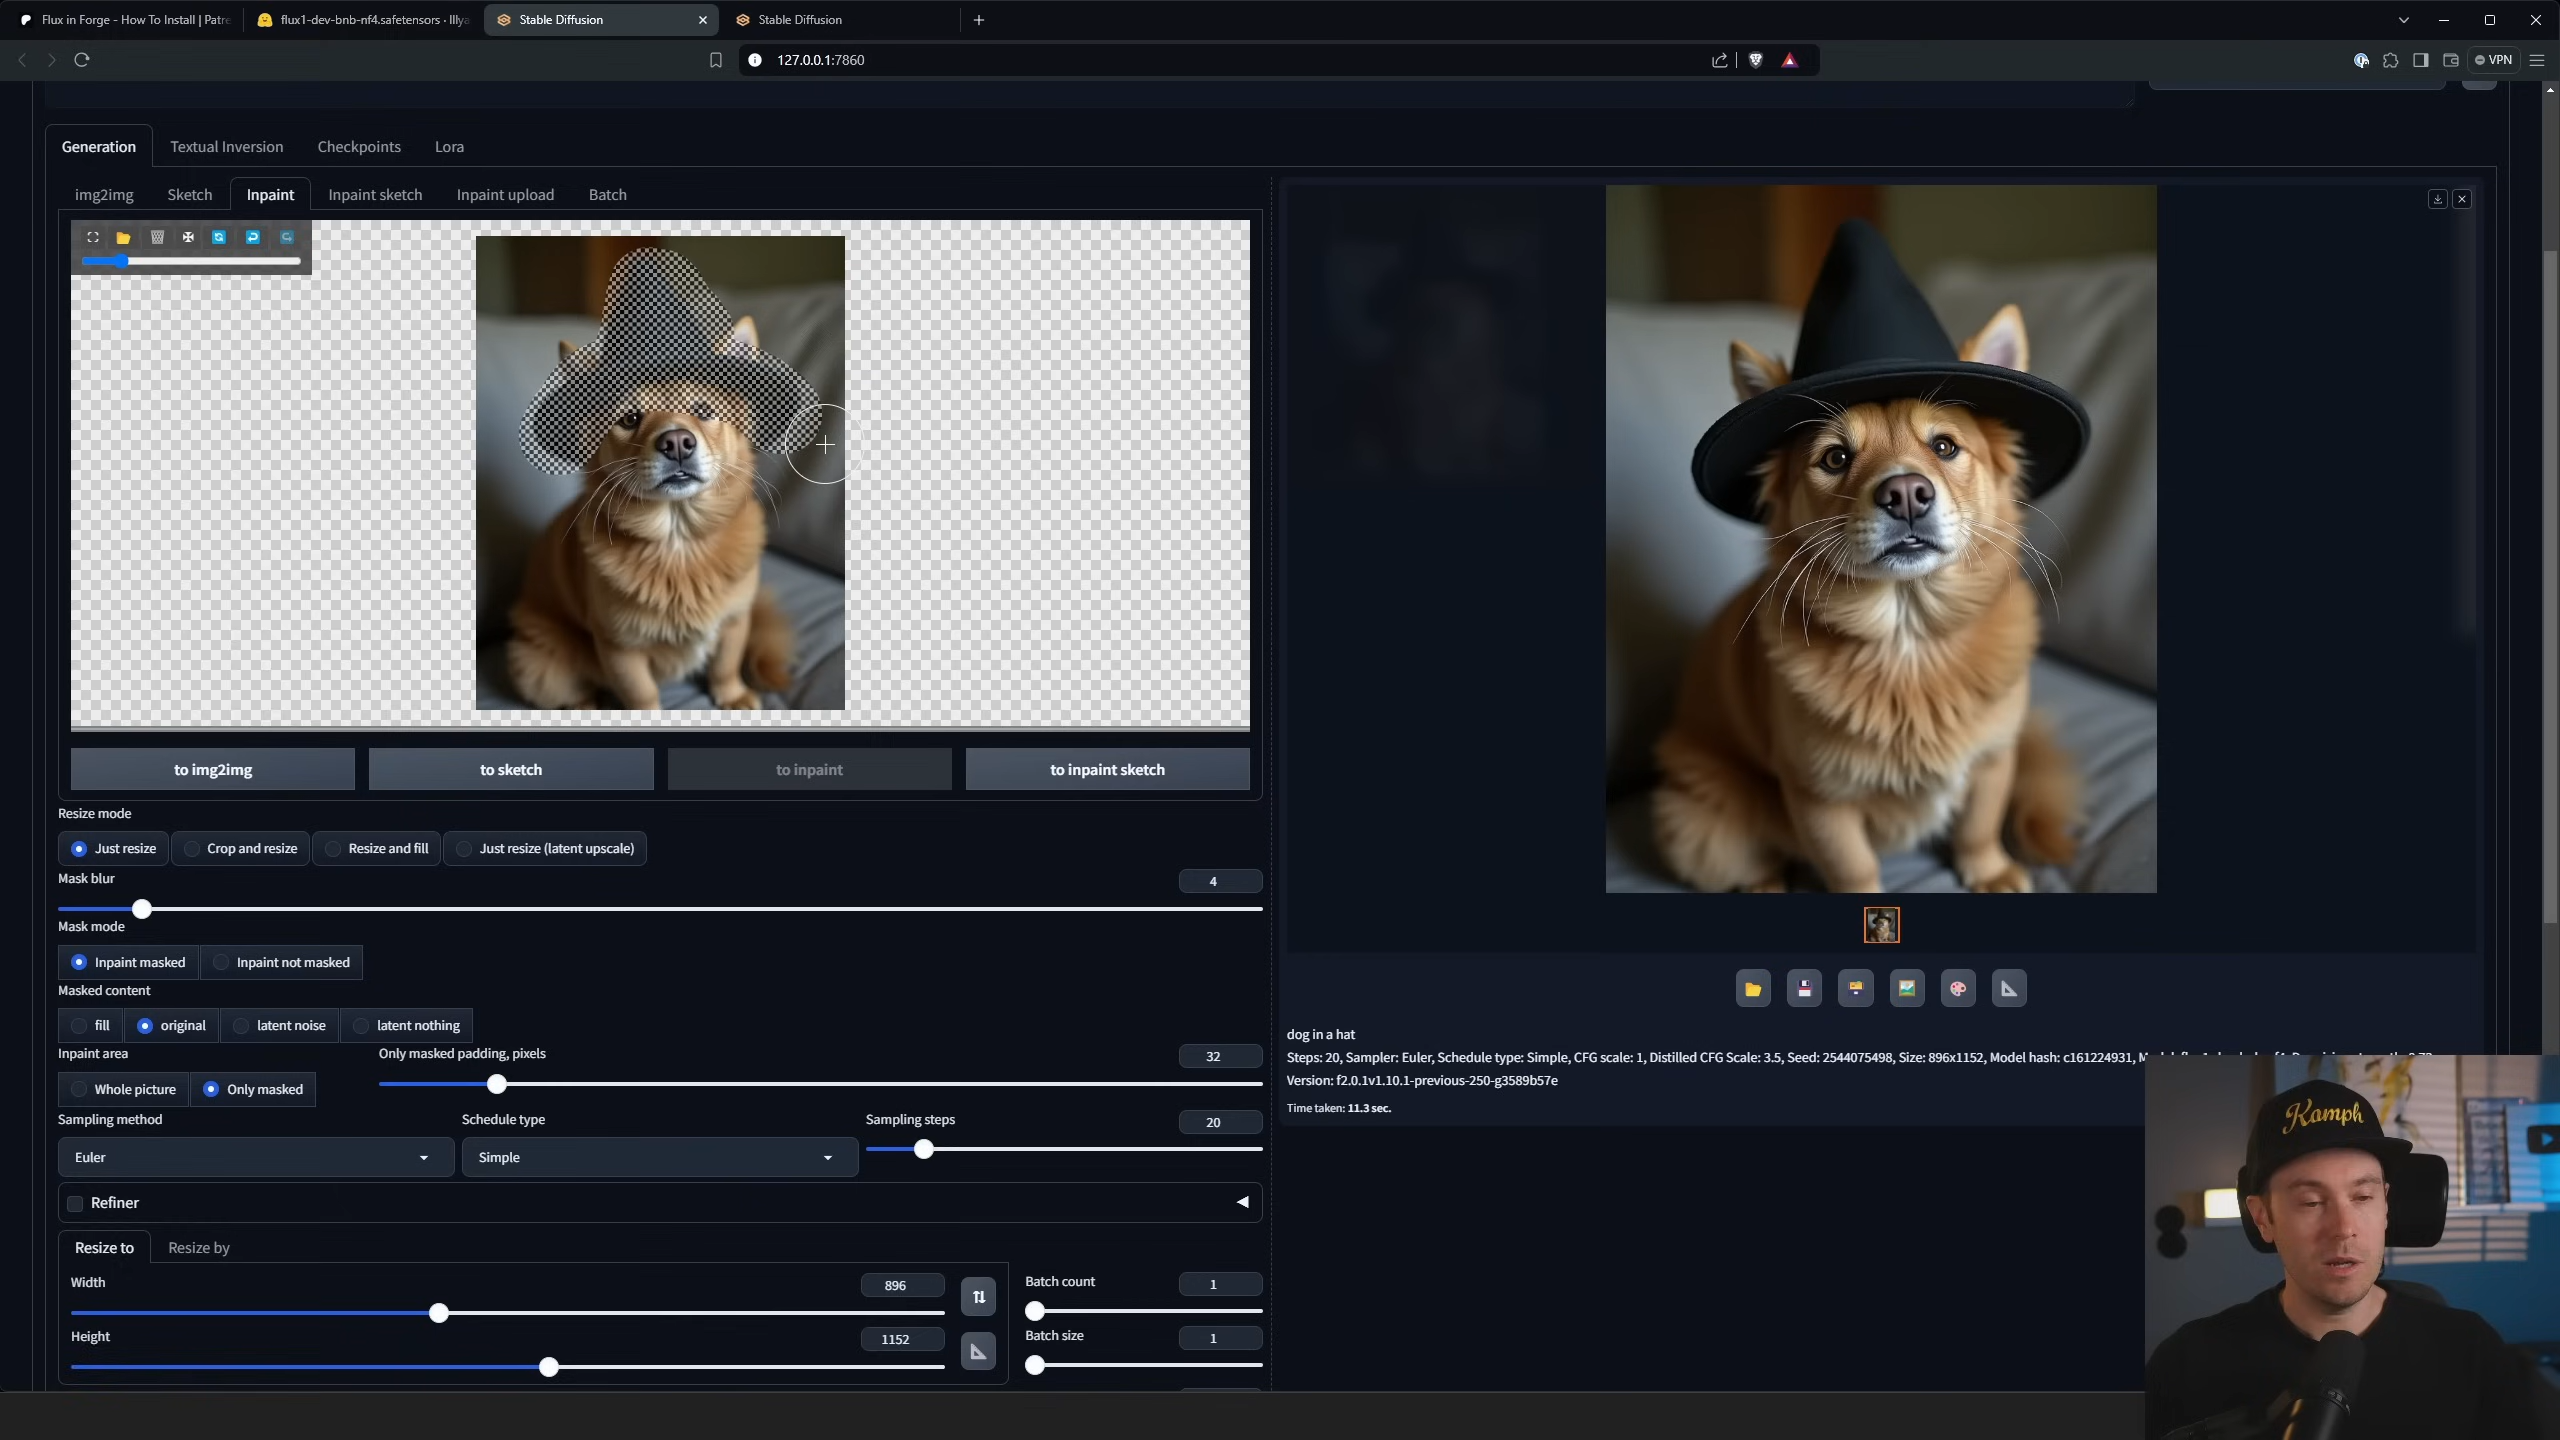 Flux in Forge - How To Install | Patre
flux1-dev-bnb-nf4.safetensors · Illya
Stable Diffusion
Stable Diffusion
127.0.0.1:7860
VPN
Generation
Textual Inversion
Checkpoints
Lora
img2img
Sketch
Inpaint
Inpaint sketch
Inpaint upload
Batch
to img2img
to sketch
to inpaint
to inpaint sketch
Resize mode
Just resize
Crop and resize
Resize and fill
Just resize (latent upscale)
Mask blur
4
Mask mode
Inpaint masked
Inpaint not masked
Masked content
fill
original
latent noise
latent nothing
Inpaint area
Only masked padding, pixels
32
Whole picture
Only masked
Sampling method
Schedule type
Sampling steps
20
Euler
Simple
Refiner
Resize to
Resize by
Width
896
Height
1152
Batch count
1
Batch size
1
dog in a hat
Steps: 20, Sampler: Euler, Schedule type: Simple, CFG scale: 1, Distilled CFG Scale: 3.5, Seed: 2544075498, Size: 896x1152, Model hash: c161224931,
Version: f2.0.1v1.10.1-previous-250-g3589b57e
Time taken: 11.3 sec.
Kamph